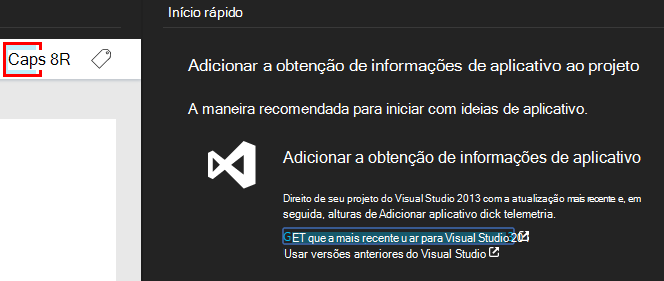 Início rápido
Caps 8R
Adicionar a obtenção de informações de aplicativo ao projeto
A maneira recomendada para iniciar com ideias de aplicativo.
Adicionar a obtenção de informações de aplicativo
Direito de seu projeto do Visual Studio 2013 com a atualização mais recente e, em
seguida, alturas de Adicionar aplicativo dick telemetria.
GET que a mais recente u ar para Visual Studio 20
Usar versões anteriores do Visual Studio